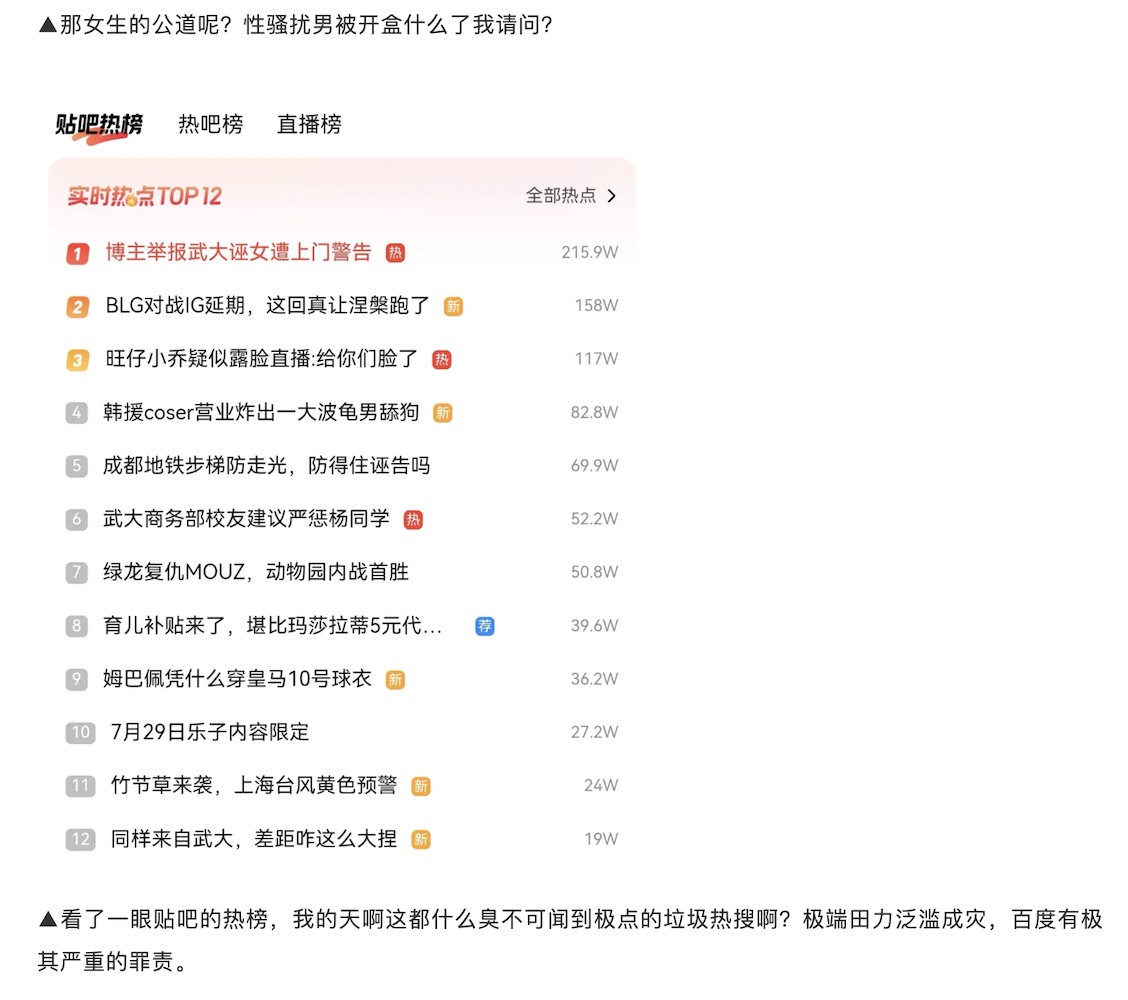 ▲那女生的公道呢？性骚扰男被开盒什么了我请问？
贴吧热榜 热吧榜 直播榜
实时热点TOP12 全部热点
1 博主举报武大诬女遭上门警告 热 215.9W
2 BLG对战IG延期，这回真让涅槃跑了 新 158W
3 旺仔小乔疑似露脸直播:给你们脸了 热 117W
4 韩援coser营业炸出一大波龟男舔狗 新 82.8W
5 成都地铁步梯防走光，防得住诬告吗 69.9W
6 武大商务部校友建议严惩杨同学 热 52.2W
7 绿龙复仇MOUZ，动物园内战首胜 50.8W
8 育儿补贴来了，堪比玛莎拉蒂5元代... 荐 39.6W
9 姆巴佩凭什么穿皇马10号球衣 新 36.2W
10 7月29日乐子内容限定 27.2W
11 竹节草来袭，上海台风黄色预警 新 24W
12 同样来自武大，差距咋这么大捏 新 19W
▲看了一眼贴吧的热榜，我的天啊这都什么臭不可闻到极点的垃圾热搜啊？极端田力泛滥成灾，百度有极
其严重的罪责。